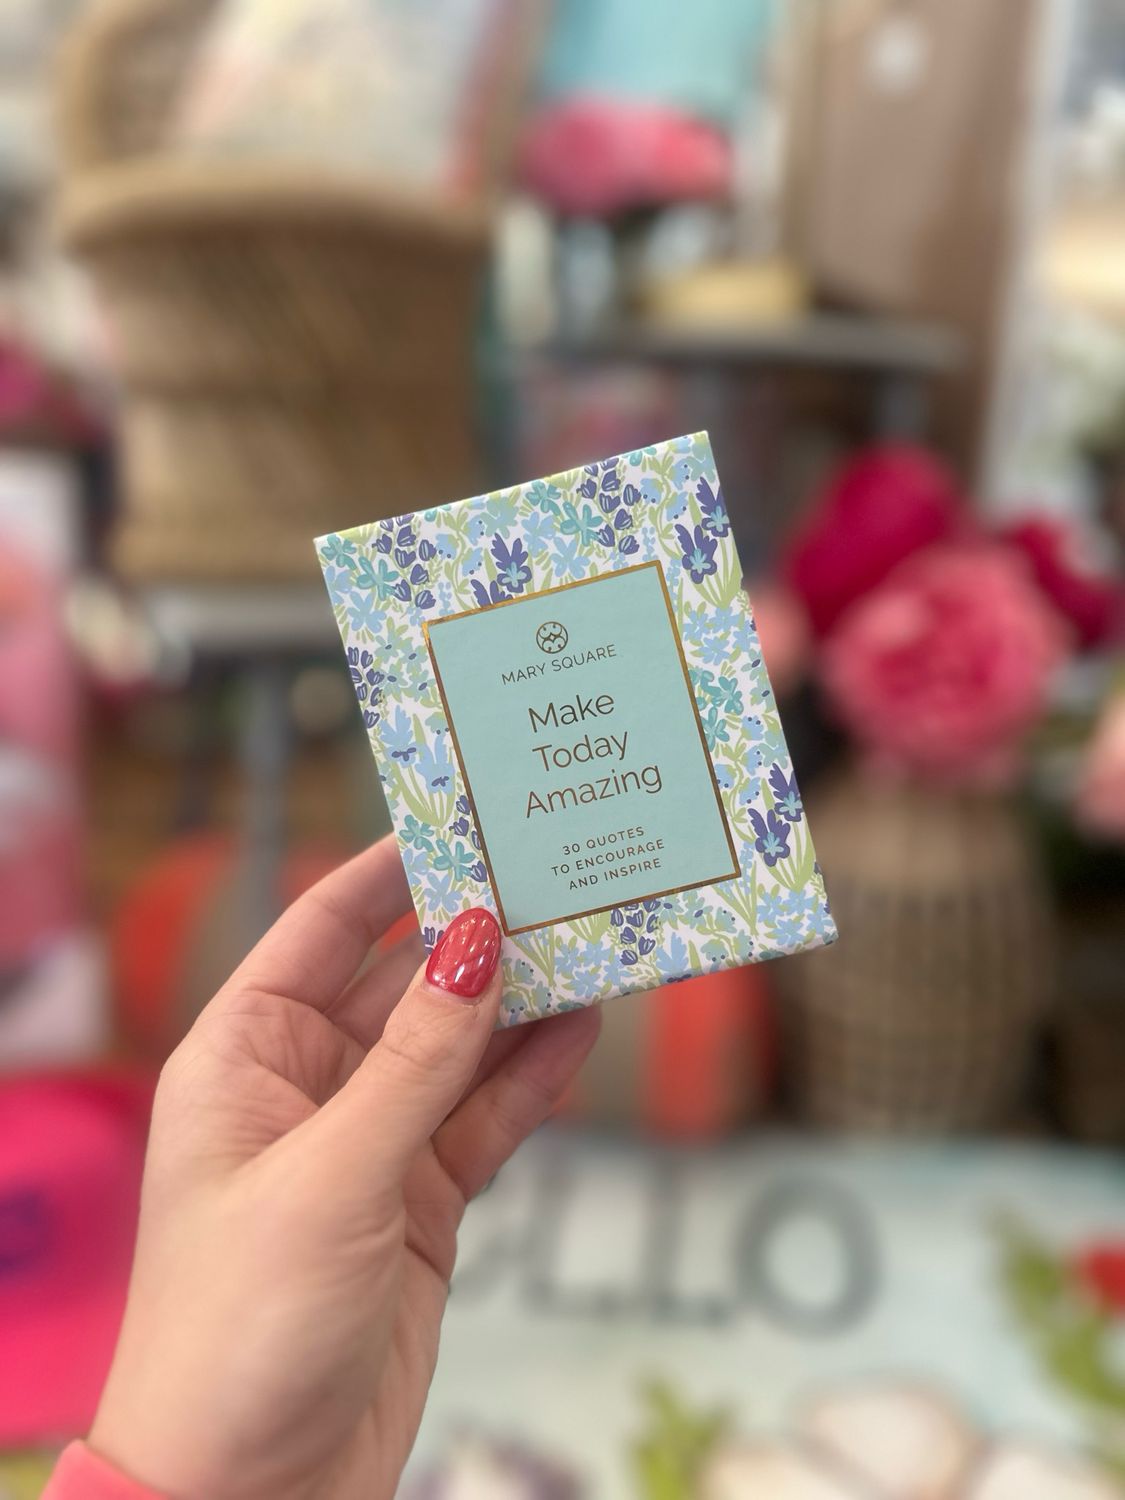 MARY SQUARE
Make
Today
Amazing
30 QUOTES
TO ENCOURAGE
AND INSPIRE